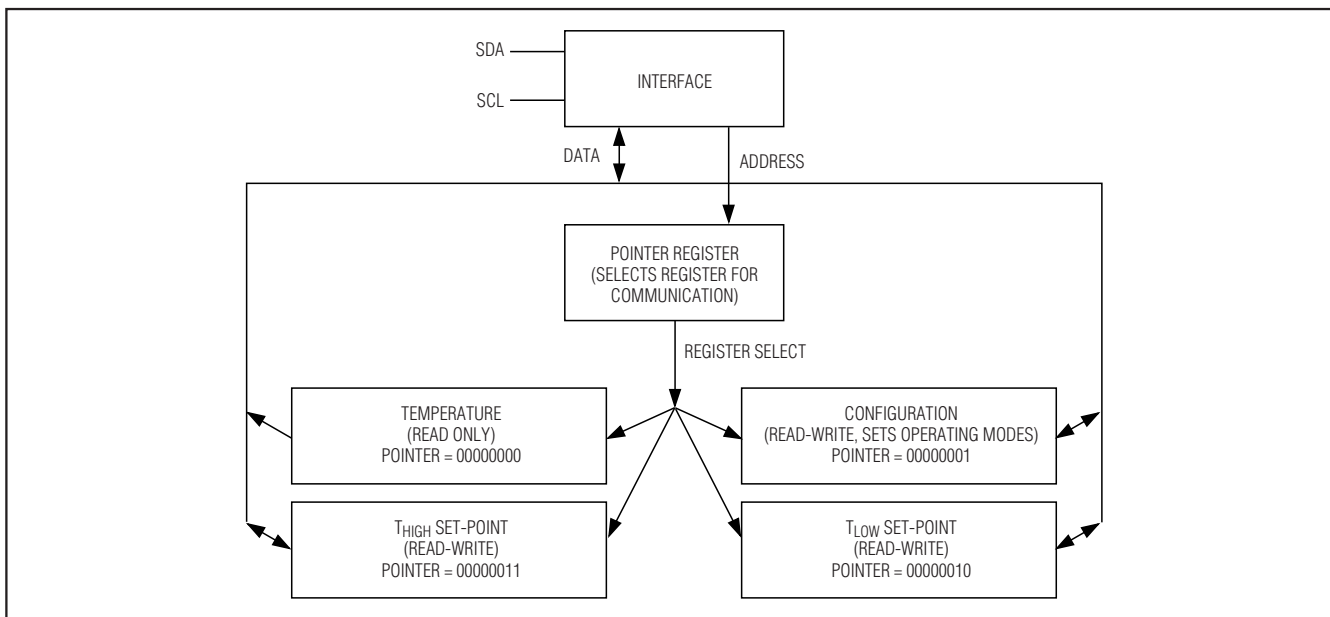 SDA
SCL
INTERFACE
DATA
ADDRESS
POINTER REGISTER
(SELECTS REGISTER FOR
COMMUNICATION)
REGISTER SELECT
TEMPERATURE
(READ ONLY)
POINTER = 00000000
CONFIGURATION
(READ-WRITE, SETS OPERATING MODES)
POINTER = 00000001
THIGH SET-POINT
(READ-WRITE)
POINTER = 00000011
TLOW SET-POINT
(READ-WRITE)
POINTER = 00000010